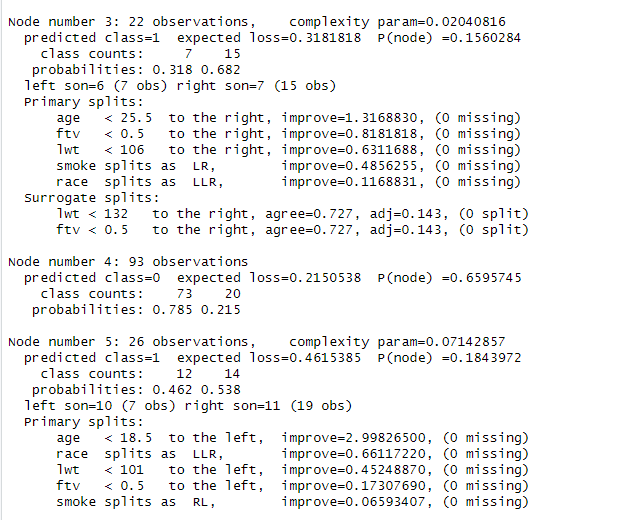 Node number 3: 22 observations,    complexity param=0.02040816
  predicted class=1  expected loss=0.3181818  P(node) =0.1560284
    class counts:     7    15
   probabilities: 0.318 0.682
  left son=6 (7 obs) right son=7 (15 obs)
  Primary splits:
      age   < 25.5  to the right, improve=1.3168830, (0 missing)
      ftv   < 0.5   to the right, improve=0.8181818, (0 missing)
      lwt   < 106   to the right, improve=0.6311688, (0 missing)
      smoke splits as  LR,        improve=0.4856255, (0 missing)
      race  splits as  LLR,       improve=0.1168831, (0 missing)
  Surrogate splits:
      lwt < 132   to the right, agree=0.727, adj=0.143, (0 split)
      ftv < 0.5   to the right, agree=0.727, adj=0.143, (0 split)

Node number 4: 93 observations
  predicted class=0  expected loss=0.2150538  P(node) =0.6595745
    class counts:    73    20
   probabilities: 0.785 0.215

Node number 5: 26 observations,    complexity param=0.07142857
  predicted class=1  expected loss=0.4615385  P(node) =0.1843972
    class counts:    12    14
   probabilities: 0.462 0.538
  left son=10 (7 obs) right son=11 (19 obs)
  Primary splits:
      age   < 18.5  to the left,  improve=2.99826500, (0 missing)
      race  splits as  LLR,       improve=0.66117220, (0 missing)
      lwt   < 101   to the left,  improve=0.45248870, (0 missing)
      ftv   < 0.5   to the left,  improve=0.17307690, (0 missing)
      smoke splits as  RL,        improve=0.06593407, (0 missing)